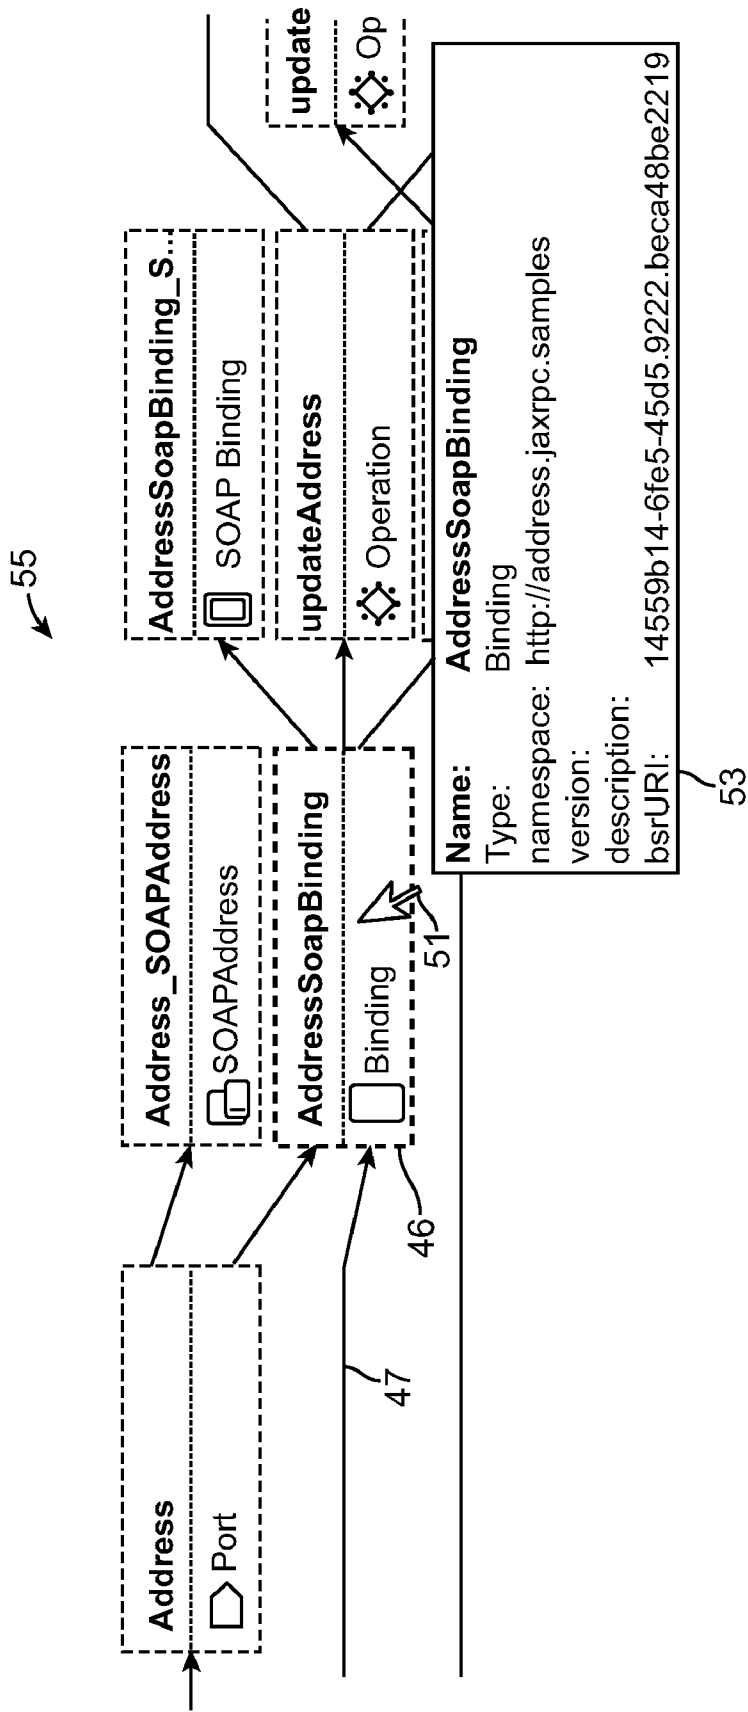 55
Address
Port
Address_SOAPAddress
SOAPAddress
AddressSoapBinding
Binding
AddressSoapBinding_S...
SOAP Binding
updateAddress
Operation
update
Op
47
46
51
Name: AddressSoapBinding
Type: Binding
namespace: http://address.jaxrpc.samples
version:
description:
bsrURI: 14559b14-6fe5-45d5.9222.beca48be2219
53